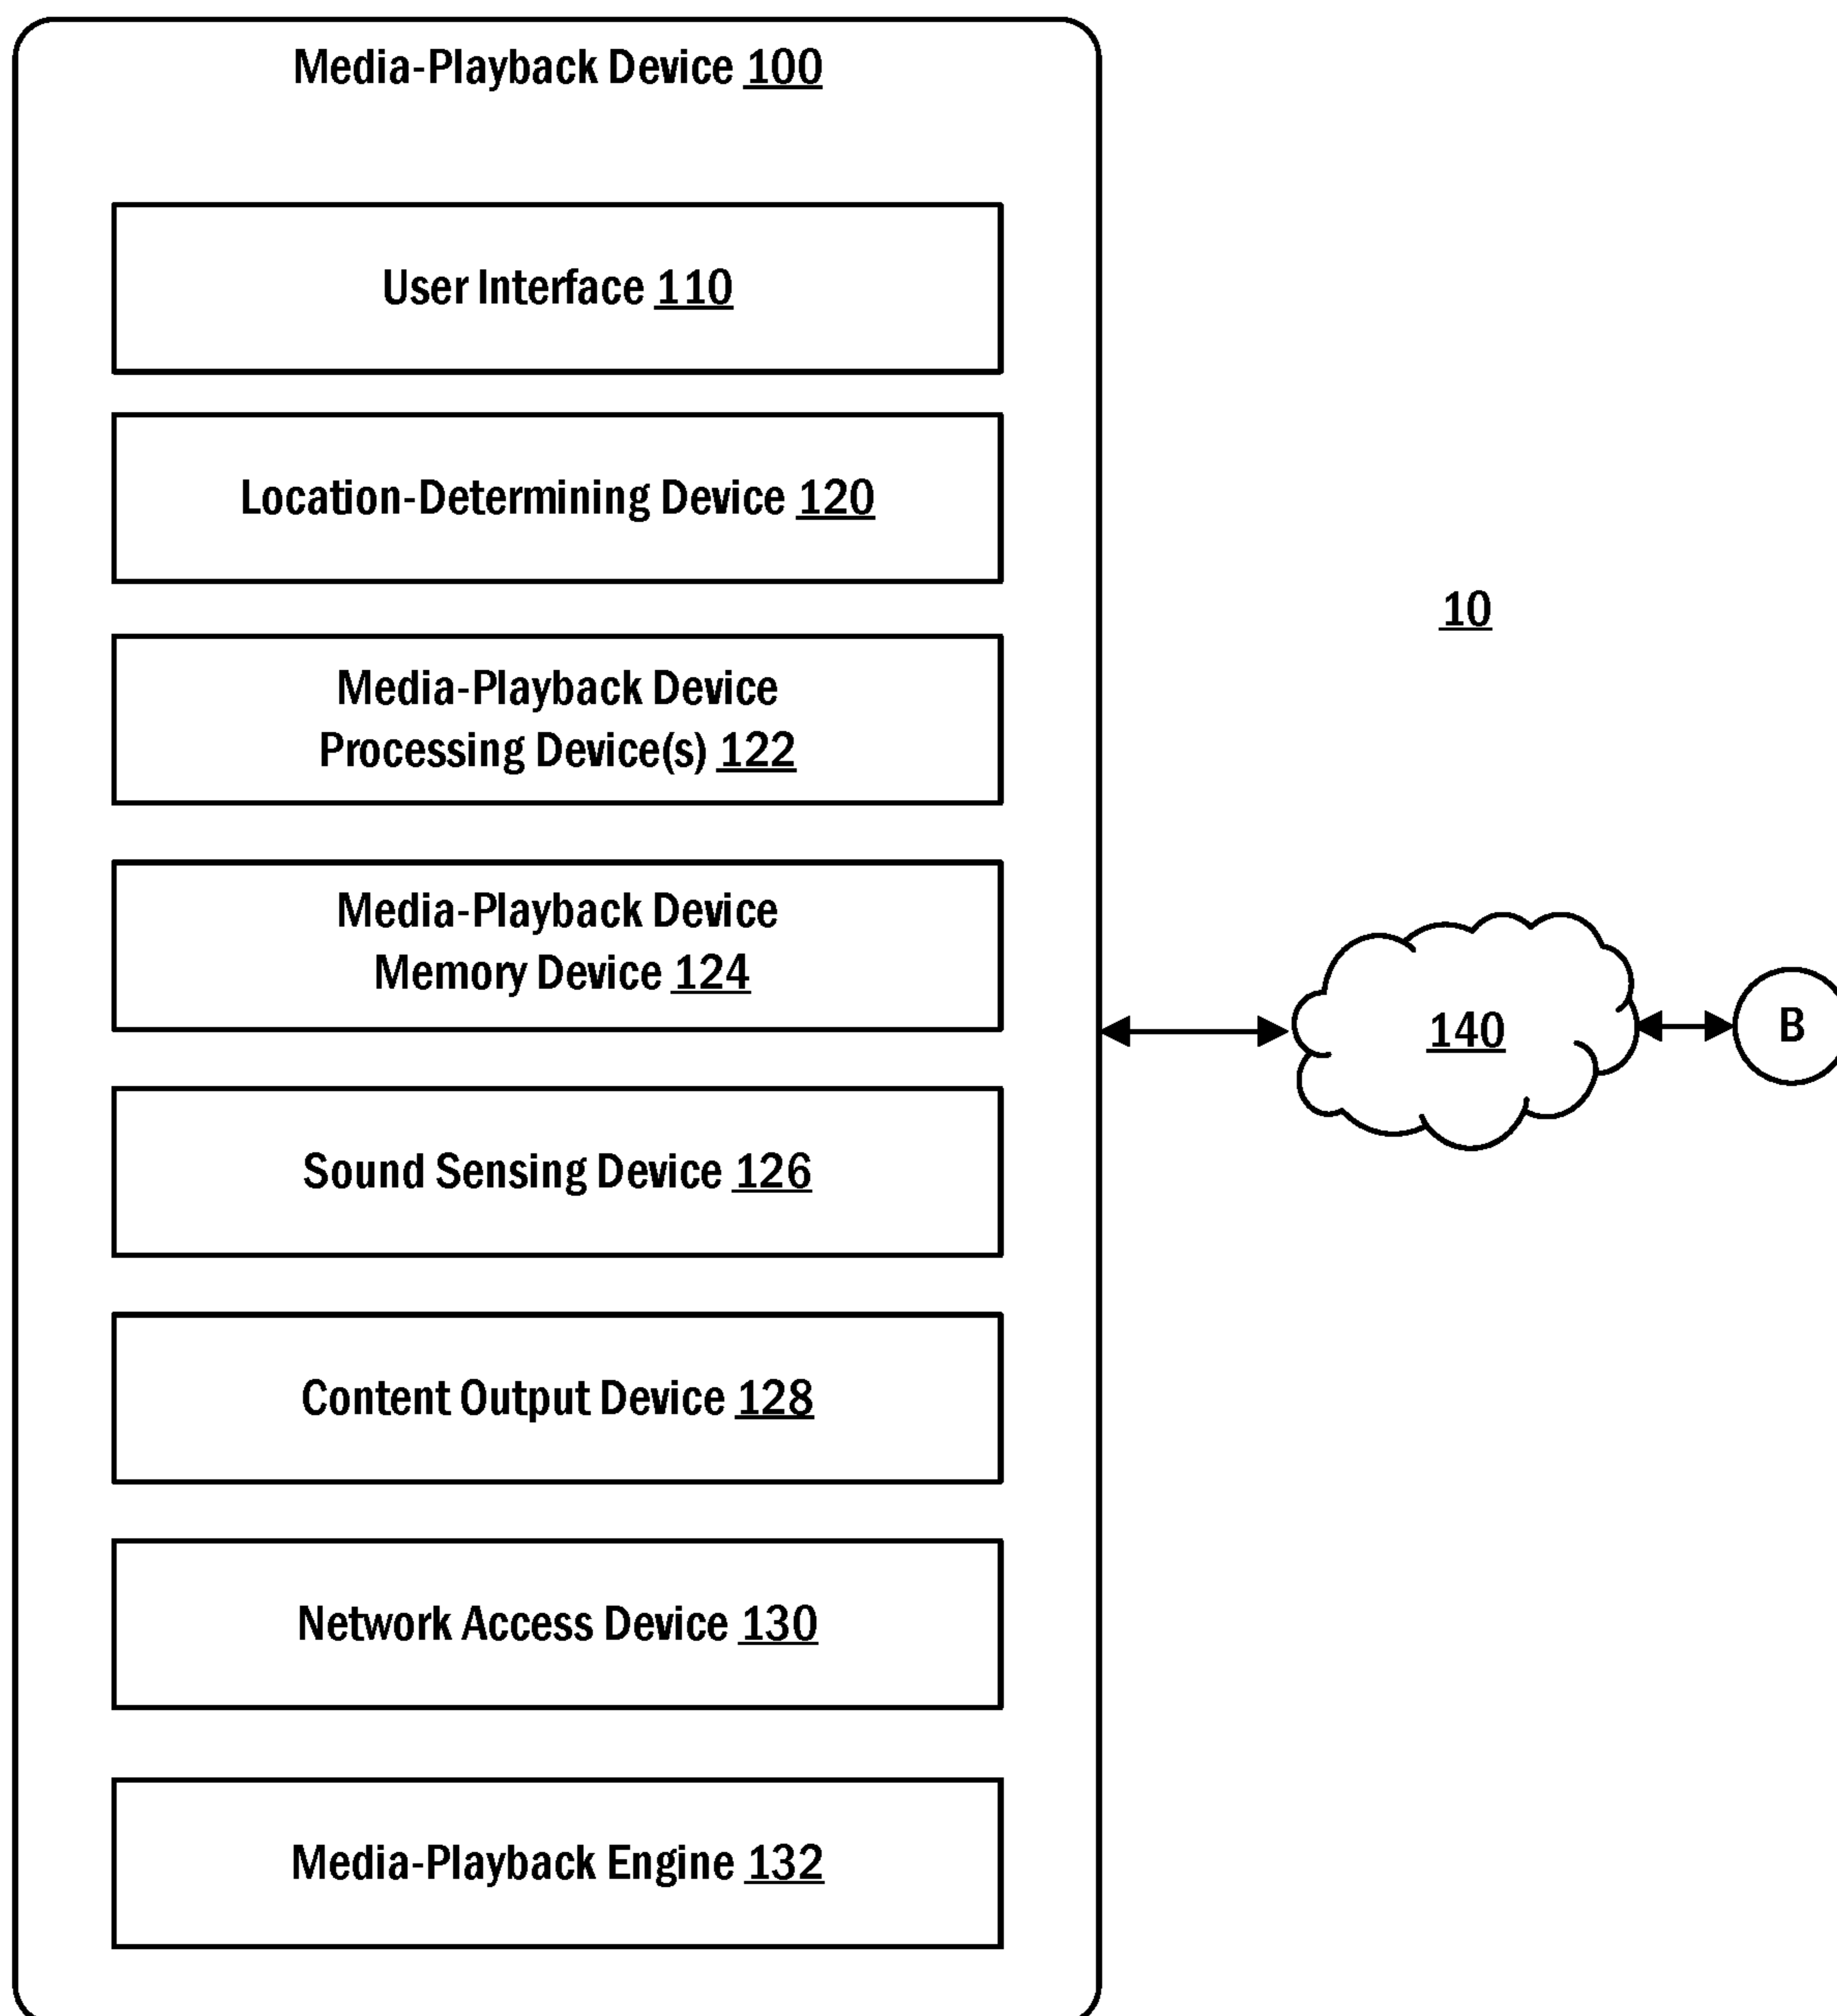 Media-Playback Device 100
User Interface 110
Location-Determining Device 120
10
Media-Playback Device
Processing Device(s) 122
Media-Playback Device
Memory Device 124
140
B
Sound Sensing Device 126
Content Output Device 128
Network Access Device 130
Media-Playback Engine 132